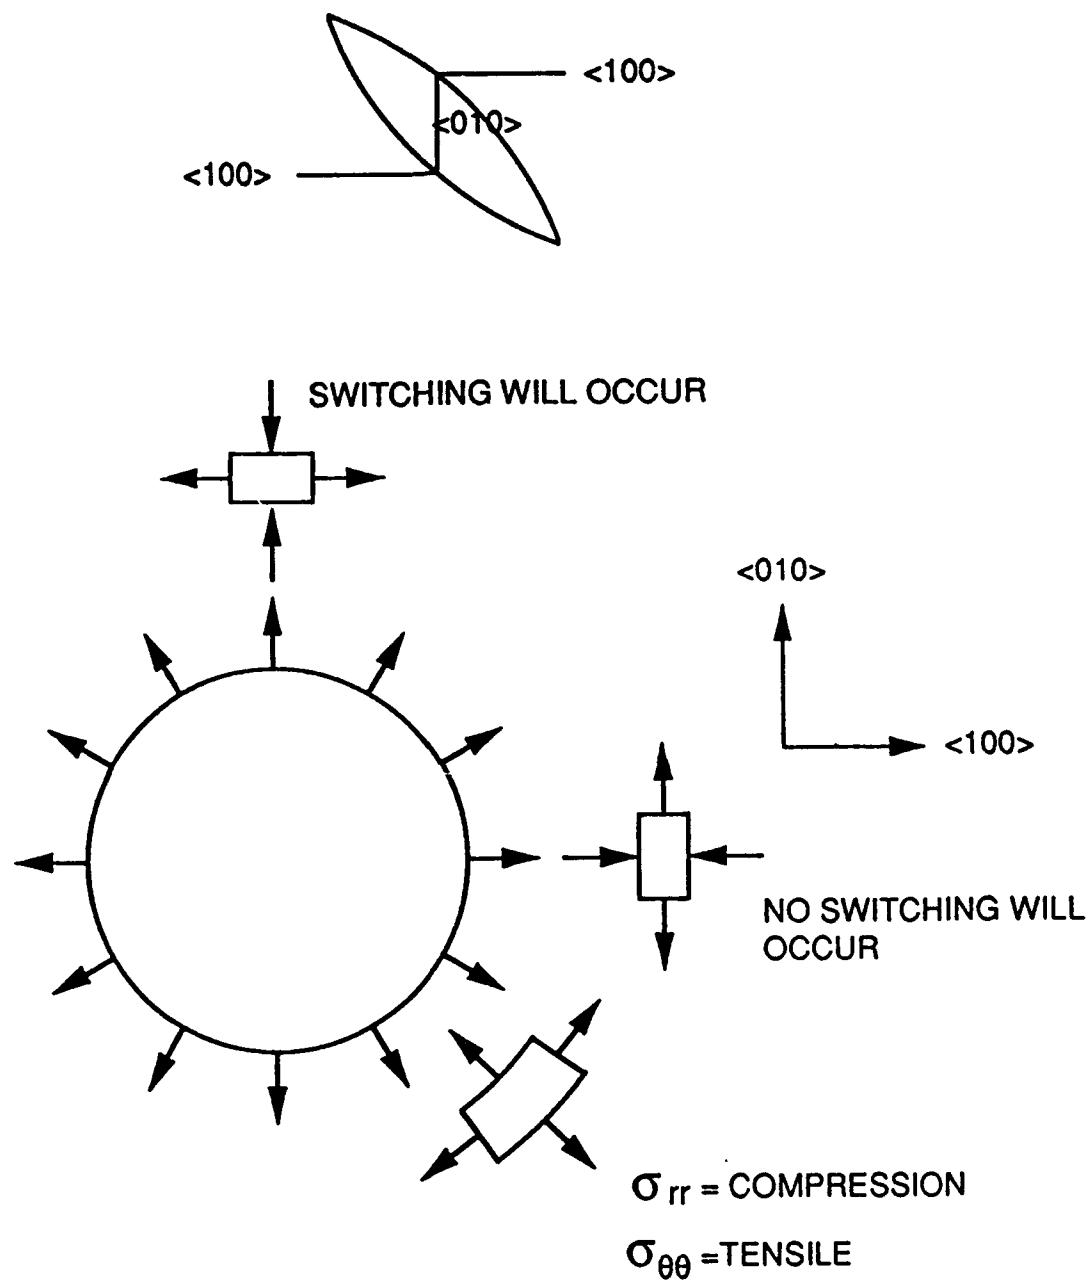 <100>
<010>
<100>
SWITCHING WILL OCCUR
<010>
<100>
NO SWITCHING WILL
OCCUR
σrr = COMPRESSION
σθθ =TENSILE